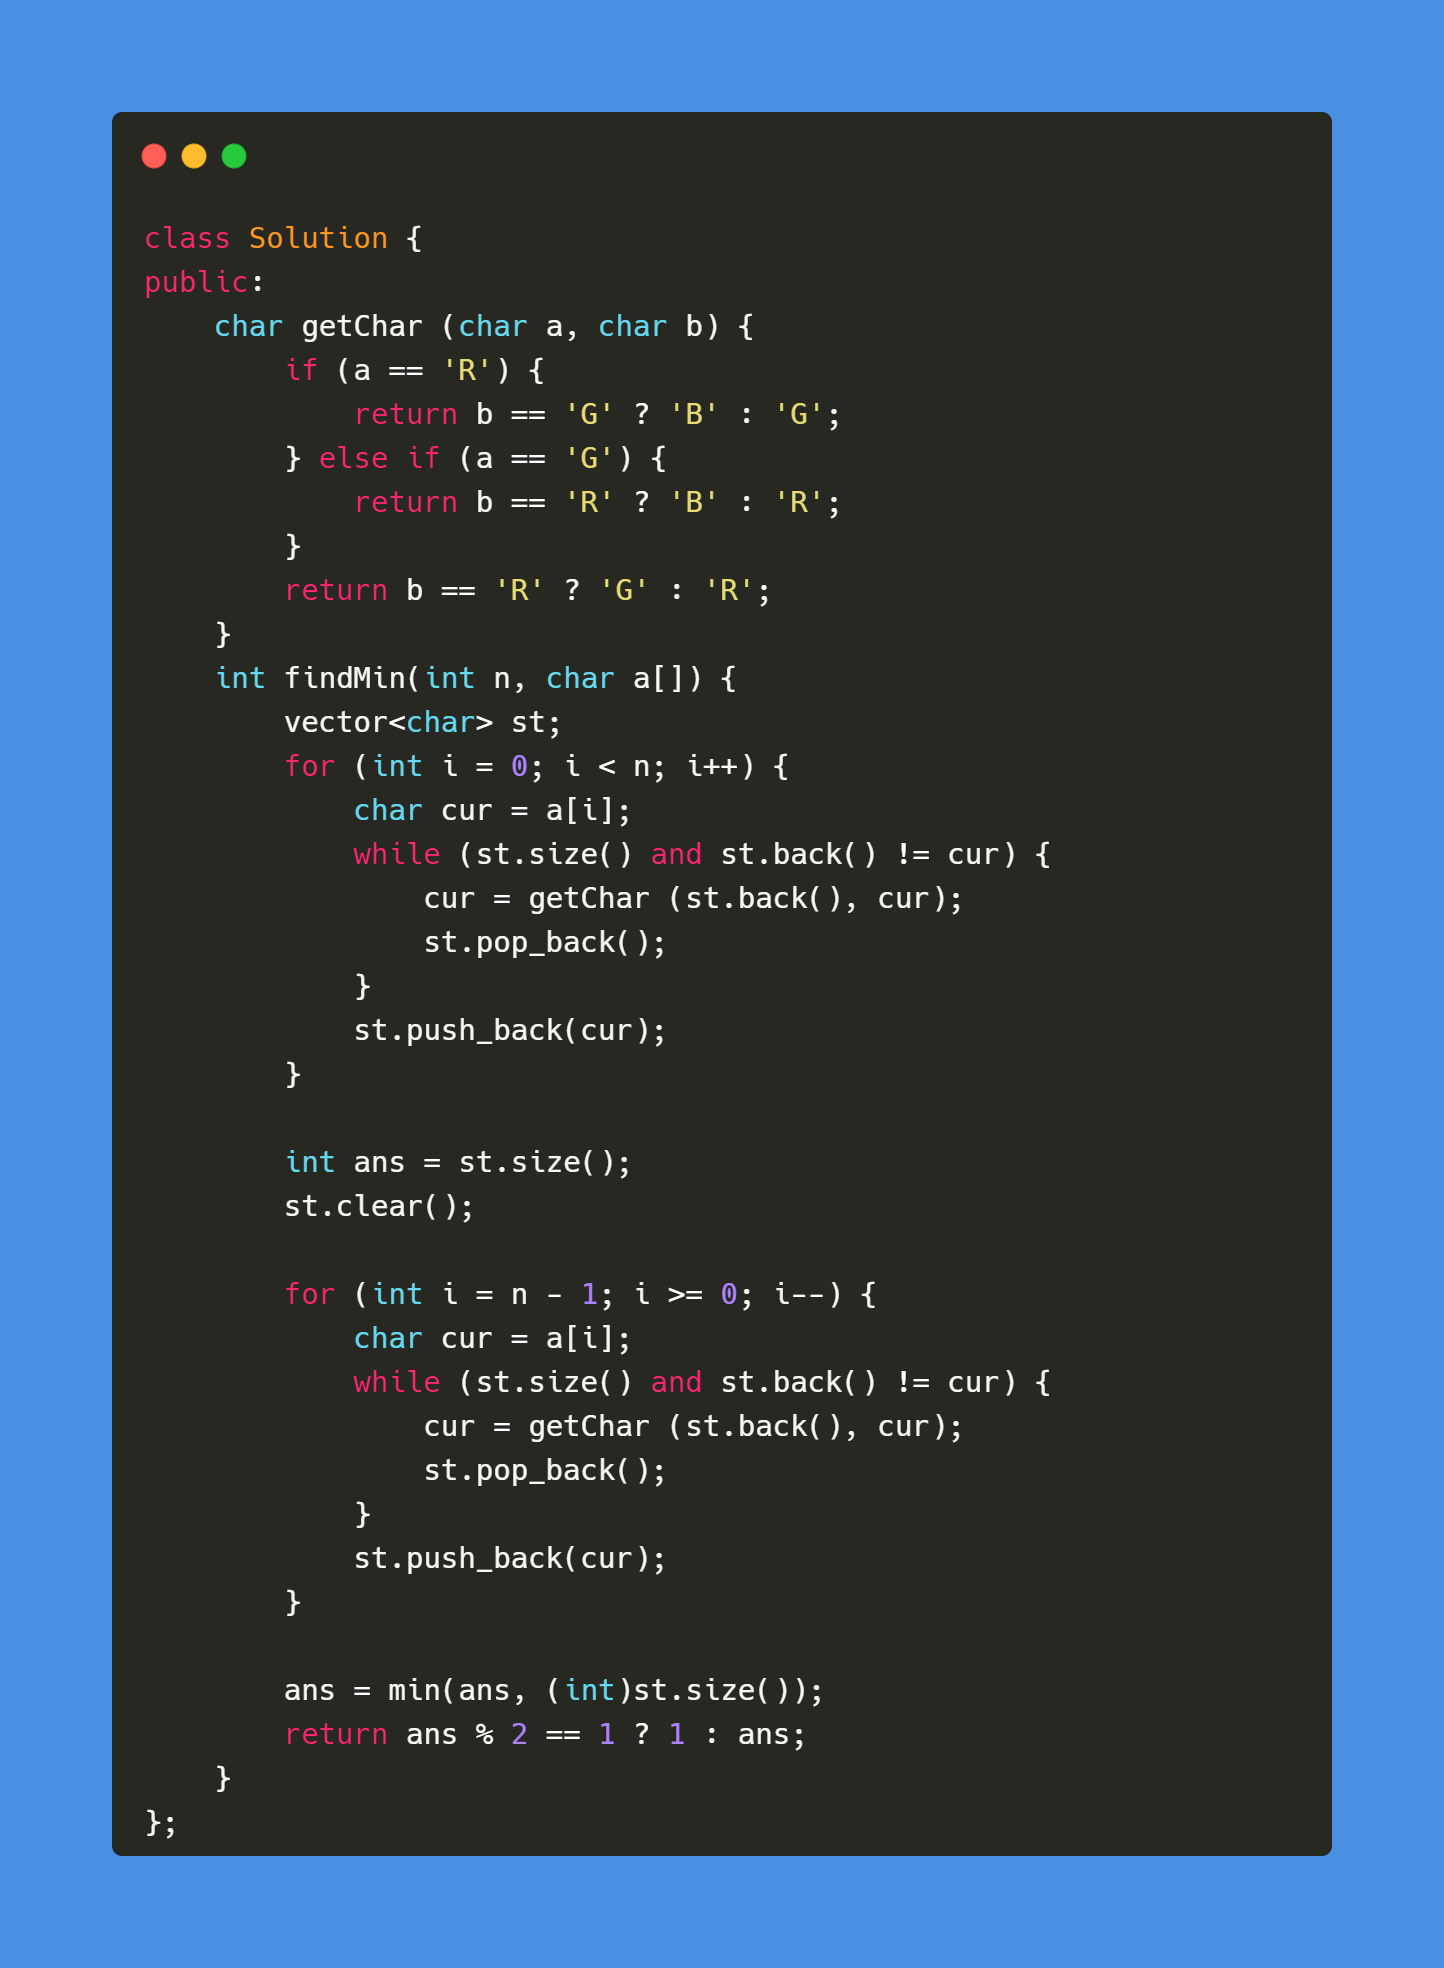 class Solution {
public:
    char getChar (char a, char b) {
        if (a == 'R') {
            return b == 'G' ? 'B' : 'G';
        } else if (a == 'G') {
            return b == 'R' ? 'B' : 'R';
        }
        return b == 'R' ? 'G' : 'R';
    }
    int findMin(int n, char a[]) {
        vector<char> st;
        for (int i = 0; i < n; i++) {
            char cur = a[i];
            while (st.size() and st.back() != cur) {
                cur = getChar (st.back(), cur);
                st.pop_back();
            }
            st.push_back(cur);
        }

        int ans = st.size();
        st.clear();

        for (int i = n - 1; i >= 0; i--) {
            char cur = a[i];
            while (st.size() and st.back() != cur) {
                cur = getChar (st.back(), cur);
                st.pop_back();
            }
            st.push_back(cur);
        }

        ans = min(ans, (int)st.size());
        return ans % 2 == 1 ? 1 : ans;
    }
};